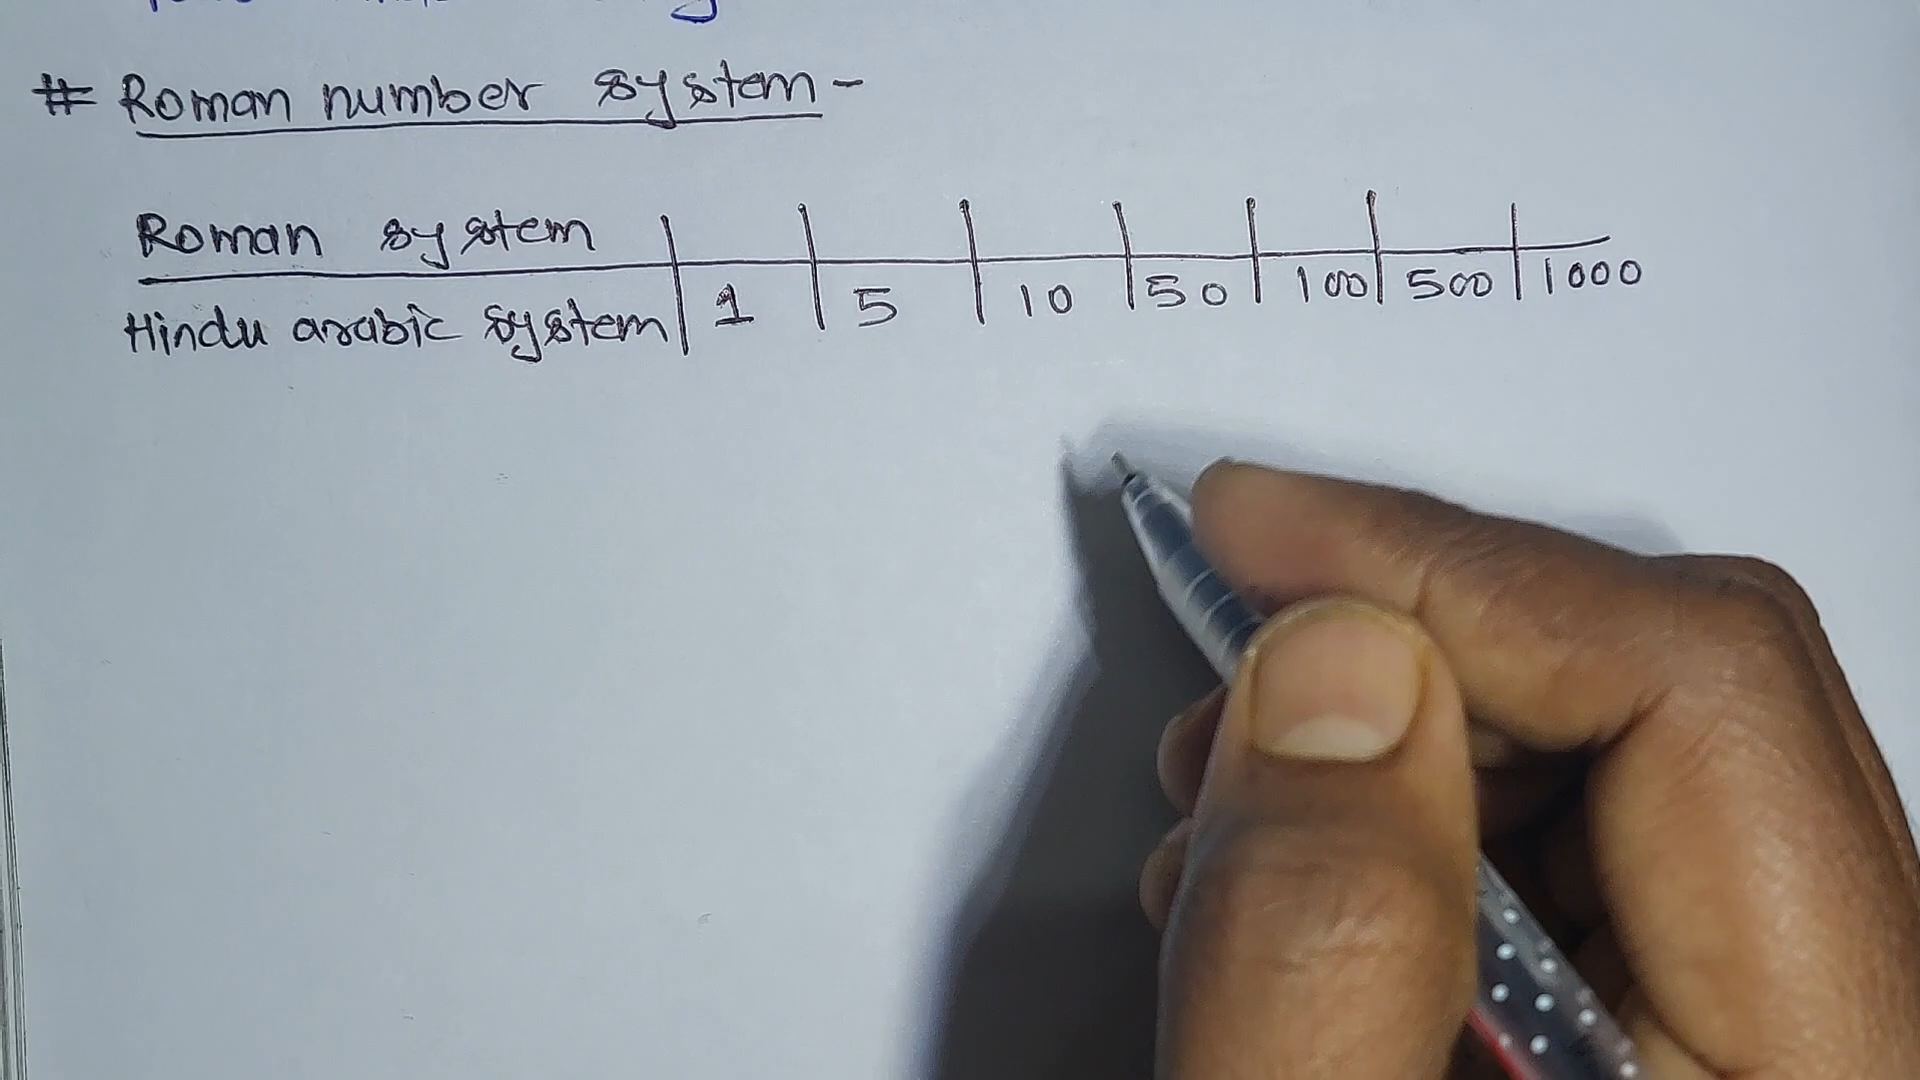 # Roman number system -
Roman system
Hindu arabic system | 1 | 5 | 10 | 50 | 100 | 500 | 1000